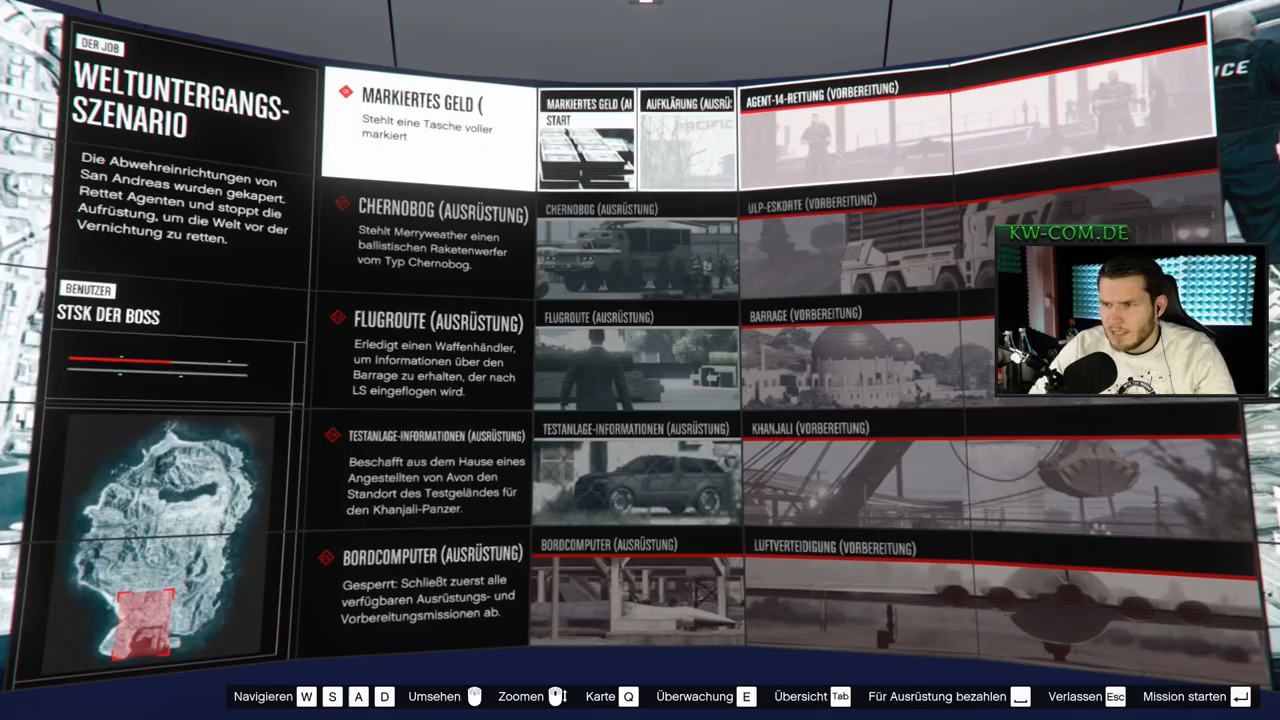 DER JOB
WELTUNTERGANGS-
SZENARIO
Die Abwehreinrichtungen von
San Andreas wurden gekapert.
Rettet Agenten und stoppt die
Aufrüstung, um die Welt vor der
Vernichtung zu retten.
BENUTZER
STSK DER BOSS
MARKIERTES GELD (
Stehlt eine Tasche voller
markiert
CHERNOBOG (AUSRÜSTUNG)
Stehlt Merryweather einen
ballistischen Raketenwerfer
vom Typ Chernobog.
FLUGROUTE (AUSRÜSTUNG)
Erledigt einen Waffenhändler,
um Informationen über den
Barrage zu erhalten, der nach
LS eingeflogen wird.
TESTANLAGE-INFORMATIONEN (AUSRÜSTUNG)
Beschafft aus dem Hause eines
Angestellten von Avon den
Standort des Testgeländes für
den Khanjali-Panzer.
BORDCOMPUTER (AUSRÜSTUNG)
Gesperrt: Schließt zuerst alle
verfügbaren Ausrüstungs- und
Vorbereitungsmissionen ab.
MARKIERTES GELD (AU
START
AUFKLÄRUNG (AUSRÜ
PACIFIC
CHERNOBOG (AUSRÜSTUNG)
FLUGROUTE (AUSRÜSTUNG)
TESTANLAGE-INFORMATIONEN (AUSRÜSTUNG)
BORDCOMPUTER (AUSRÜSTUNG)
AGENT-14-RETTUNG (VORBEREITUNG)
ULP-ESKORTE (VORBEREITUNG)
BARRAGE (VORBEREITUNG)
KHANJALI (VORBEREITUNG)
LUFTVERTEIDIGUNG (VORBEREITUNG)
ICE
KW-COM.DE
Navigieren W S A D Umsehen Zoomen Karte Q Überwachung E Übersicht Tab Für Ausrüstung bezahlen Verlassen Esc Mission starten